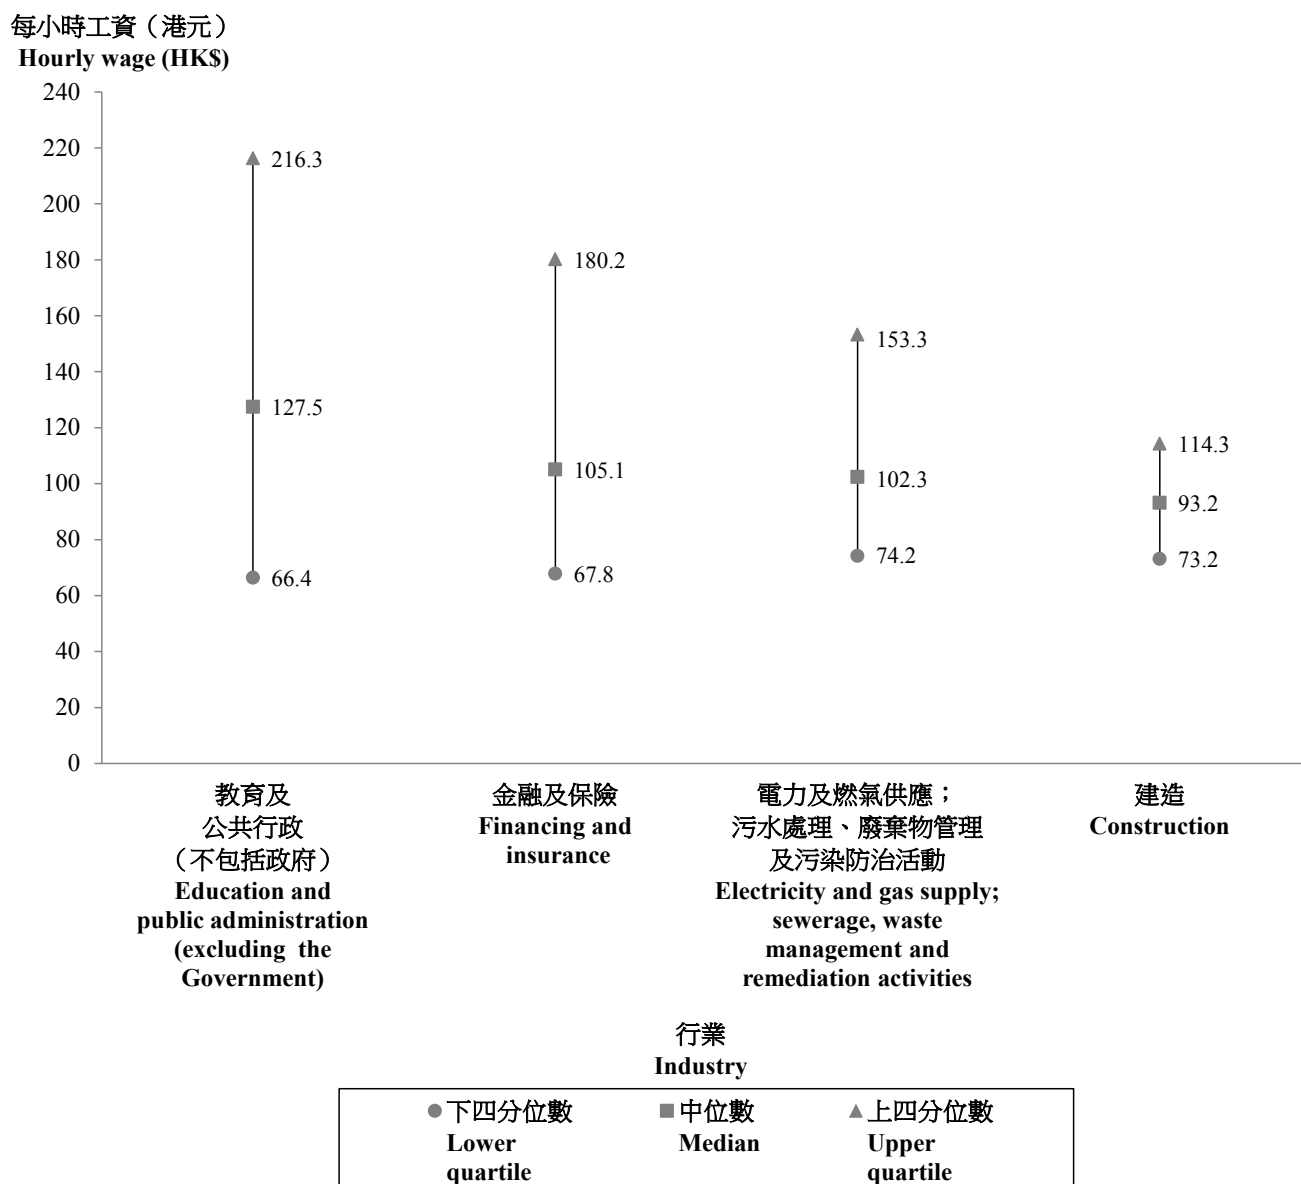 每小時工資（港元）
Hourly wage (HK$)
240
220
200
180
160
140
120
100
80
60
40
20
0
216.3
127.5
66.4
180.2
105.1
67.8
153.3
102.3
74.2
114.3
93.2
73.2
教育及
公共行政
（不包括政府）
Education and
public administration
(excluding the
Government)
金融及保險
Financing and
insurance
電力及燃氣供應；
污水處理、廢棄物管理
及污染防治活動
Electricity and gas supply;
sewerage, waste
management and
remediation activities
建造
Construction
行業
Industry
下四分位數
Lower
quartile
中位數
Median
上四分位數
Upper
quartile